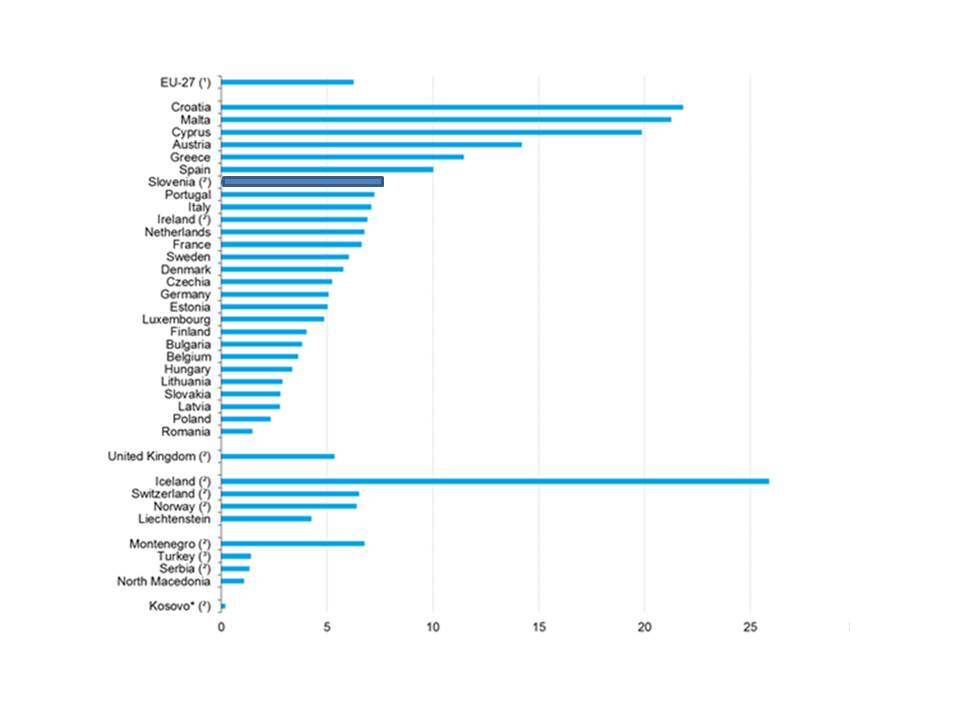 EU-27 (¹)
Croatia
Malta
Cyprus
Austria
Greece
Spain
Slovenia (²)
Portugal
Italy
Ireland (²)
Netherlands
France
Sweden
Denmark
Czechia
Germany
Estonia
Luxembourg
Finland
Bulgaria
Belgium
Hungary
Lithuania
Slovakia
Latvia
Poland
Romania
United Kingdom (²)
Iceland (²)
Switzerland (²)
Norway (²)
Liechtenstein
Montenegro (²)
Turkey (³)
Serbia (²)
North Macedonia
Kosovo* (²)
0 5 10 15 20 25